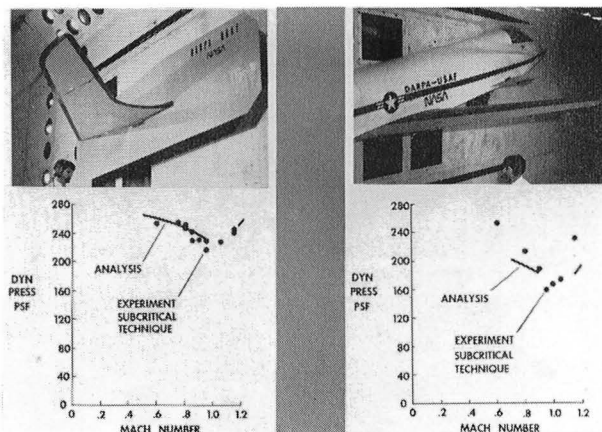 NASA
DARPA-USAF
NASA
280
240
200
160
120
80
40
0
DYN
PRESS
PSF
ANALYSIS
EXPERIMENT
SUBCRITICAL
TECHNIQUE
0 .2 .4 .6 .8 1.0 1.2
MACH NUMBER
280
240
200
160
120
80
40
0
DYN
PRESS
PSF
ANALYSIS
EXPERIMENT
SUBCRITICAL
TECHNIQUE
0 .2 .4 .6 .8 1.0 1.2
MACH NUMBER